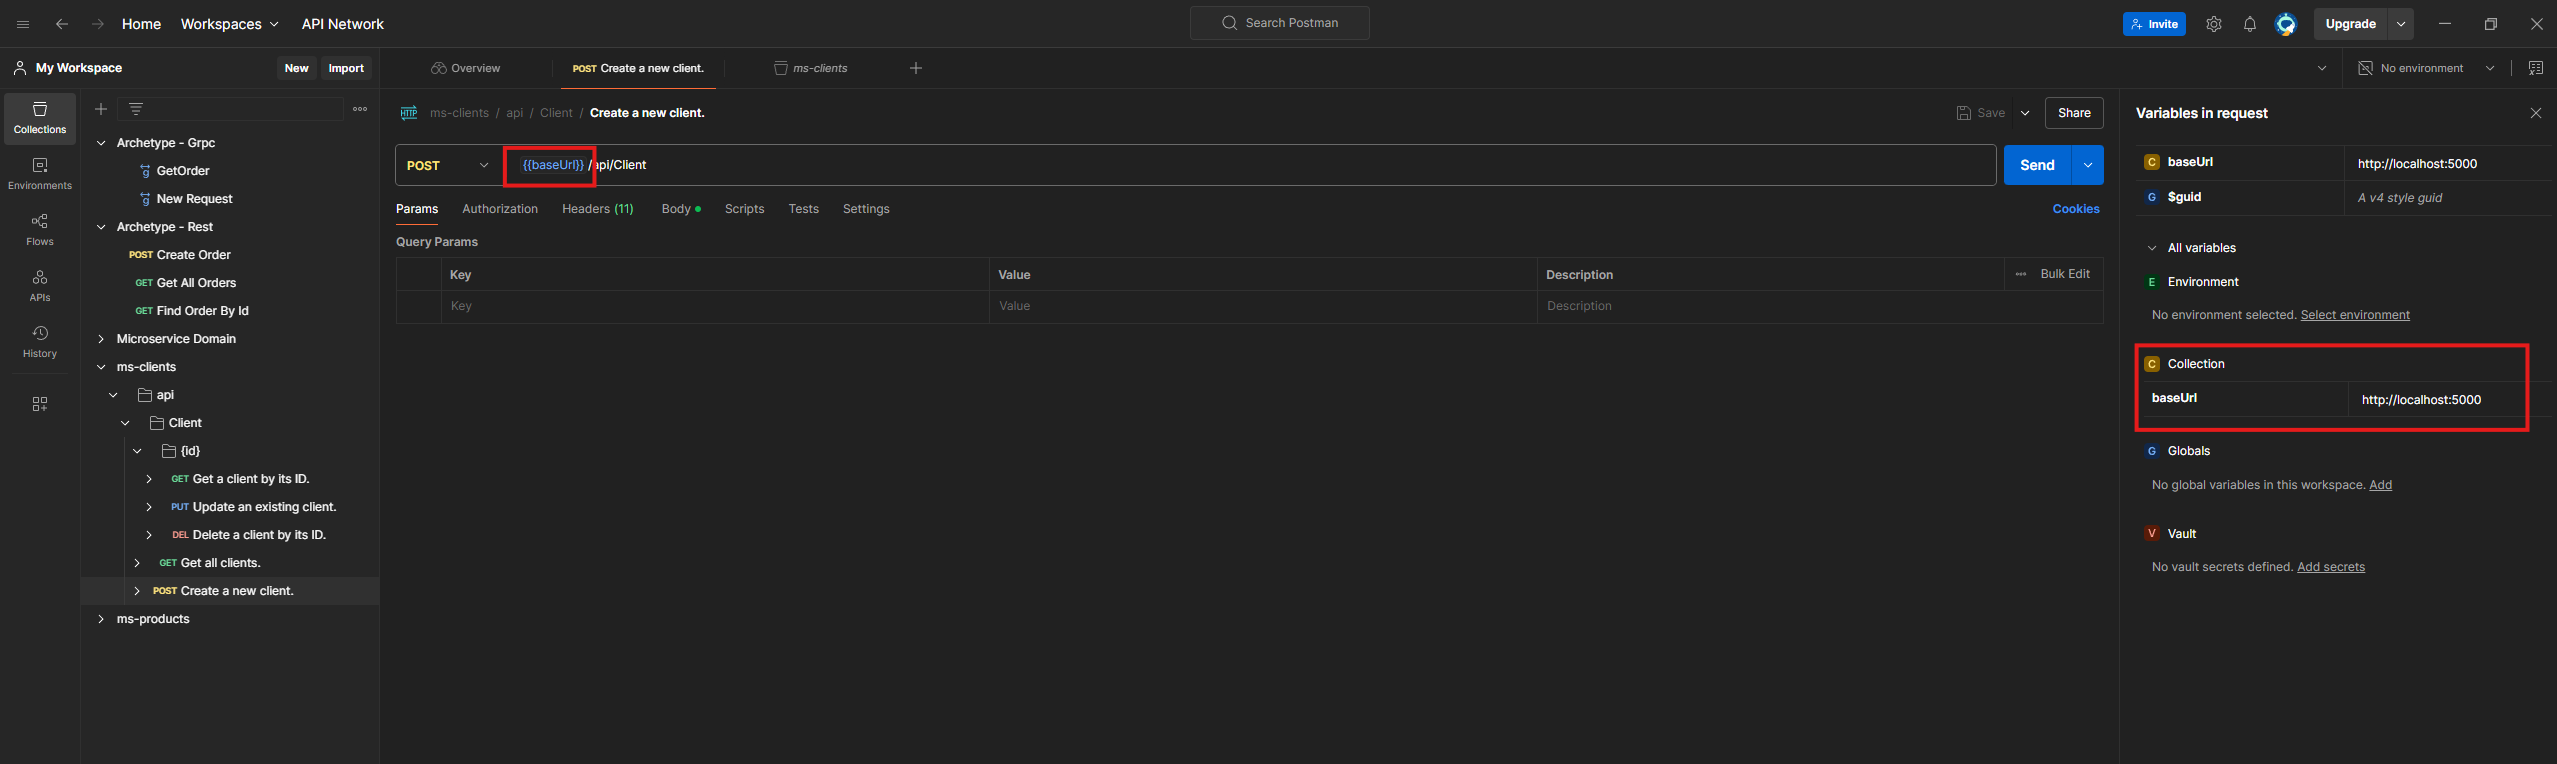 Home Workspaces API Network Search Postman Invite Upgrade
My Workspace New Import Overview POST Create a new client. ms-clients No environment
Collections
Environments
Flows
APIs
History
Archetype - Grpc
GetOrder
New Request
Archetype - Rest
POST Create Order
GET Get All Orders
GET Find Order By Id
Microservice Domain
ms-clients
api
Client
{id}
GET Get a client by its ID.
PUT Update an existing client.
DEL Delete a client by its ID.
GET Get all clients.
POST Create a new client.
ms-products
HTTP ms-clients / api / Client / Create a new client. Save Share
POST {{baseUrl}} /api/Client Send
Params Authorization Headers (11) Body Scripts Tests Settings Cookies
Query Params
Key Value Description Bulk Edit
Key Value Description
Variables in request
C baseUrl http://localhost:5000
G $guid A v4 style guid
All variables
E Environment
No environment selected. Select environment
C Collection
baseUrl http://localhost:5000
G Globals
No global variables in this workspace. Add
V Vault
No vault secrets defined. Add secrets